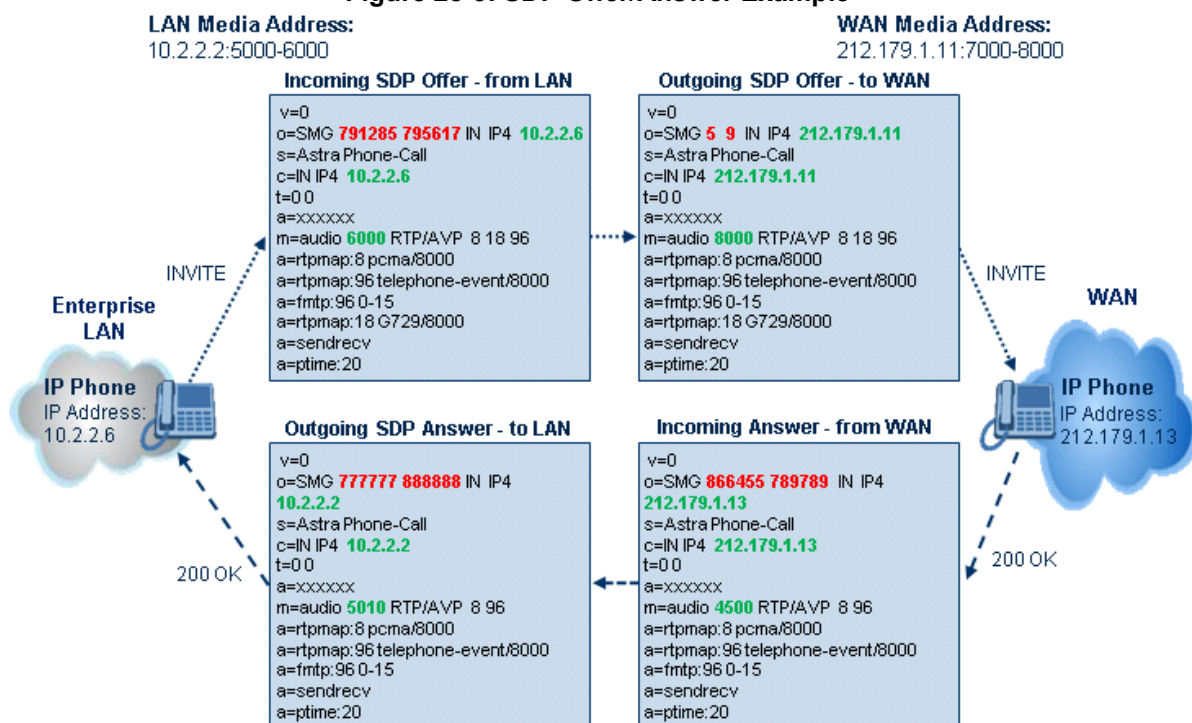 LAN Media Address:
10.2.2.2:5000-6000
WAN Media Address:
212.179.1.11:7000-8000
Incoming SDP Offer - from LAN
v=0
o=SMG 791285 795617 IN IP4 10.2.2.6
s=Astra Phone-Call
c=IN IP4 10.2.2.6
t=0 0
a=xxxxxx
m=audio 6000 RTP/AVP 8 18 96
a=rtpmap:8 pcma/8000
a=rtpmap:96 telephone-event/8000
a=fmtp:96 0-15
a=rtpmap:18 G729/8000
a=sendrecv
a=ptime:20
Outgoing SDP Offer - to WAN
v=0
o=SMG 5 9 IN IP4 212.179.1.11
s=Astra Phone-Call
c=IN IP4 212.179.1.11
t=0 0
a=xxxxxx
m=audio 8000 RTP/AVP 8 18 96
a=rtpmap:8 pcma/8000
a=rtpmap:96 telephone-event/8000
a=fmtp:96 0-15
a=rtpmap:18 G729/8000
a=sendrecv
a=ptime:20
INVITE
INVITE
Enterprise
LAN
IP Phone
IP Address:
10.2.2.6
WAN
IP Phone
IP Address:
212.179.1.13
Outgoing SDP Answer - to LAN
v=0
o=SMG 777777 888888 IN IP4
10.2.2.2
s=Astra Phone-Call
c=IN IP4 10.2.2.2
t=0 0
a=xxxxxx
m=audio 5010 RTP/AVP 8 96
a=rtpmap:8 pcma/8000
a=rtpmap:96 telephone-event/8000
a=fmtp:96 0-15
a=sendrecv
a=ptime:20
Incoming Answer - from WAN
v=0
o=SMG 866455 789789 IN IP4
212.179.1.13
s=Astra Phone-Call
c=IN IP4 212.179.1.13
t=0 0
a=xxxxxx
m=audio 4500 RTP/AVP 8 96
a=rtpmap:8 pcma/8000
a=rtpmap:96 telephone-event/8000
a=fmtp:96 0-15
a=sendrecv
a=ptime:20
200 OK
200 OK